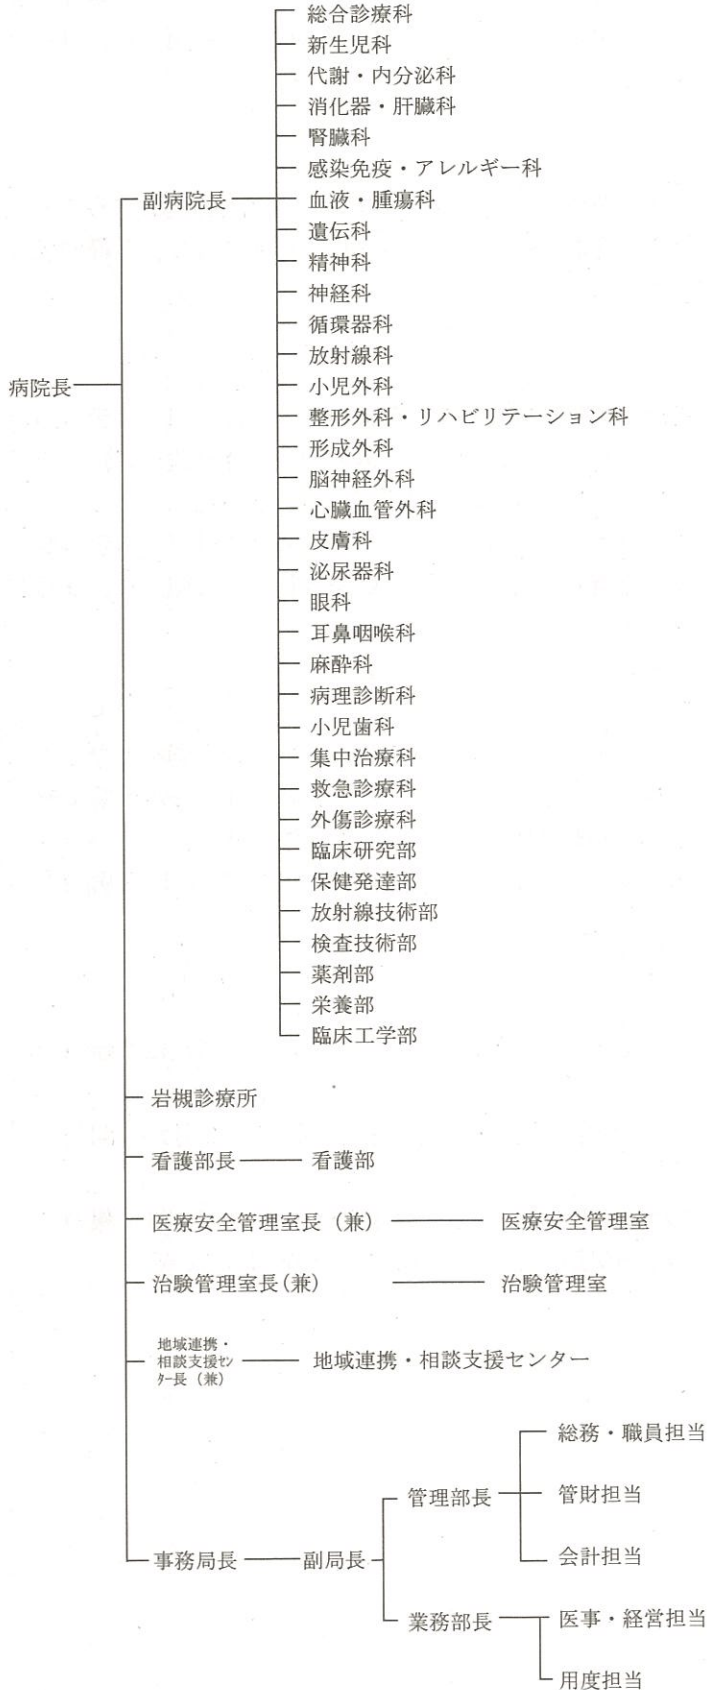 総合診療科
新生児科
代謝・内分泌科
消化器・肝臓科
腎臓科
感染免疫・アレルギー科
副病院長
血液・腫瘍科
遺伝科
精神科
神経科
循環器科
放射線科
病院長
小児外科
整形外科・リハビリテーション科
形成外科
脳神経外科
心臓血管外科
皮膚科
泌尿器科
眼科
耳鼻咽喉科
麻酔科
病理診断科
小児歯科
集中治療科
救急診療科
外傷診療科
臨床研究部
保健発達部
放射線技術部
検査技術部
薬剤部
栄養部
臨床工学部
岩槻診療所
看護部長 看護部
医療安全管理室長（兼） 医療安全管理室
治験管理室長(兼) 治験管理室
地域連携・
相談支援ｾﾝ
ﾀｰ長（兼）
地域連携・相談支援センター
総務・職員担当
管理部長 管財担当
会計担当
事務局長 副局長
業務部長 医事・経営担当
用度担当